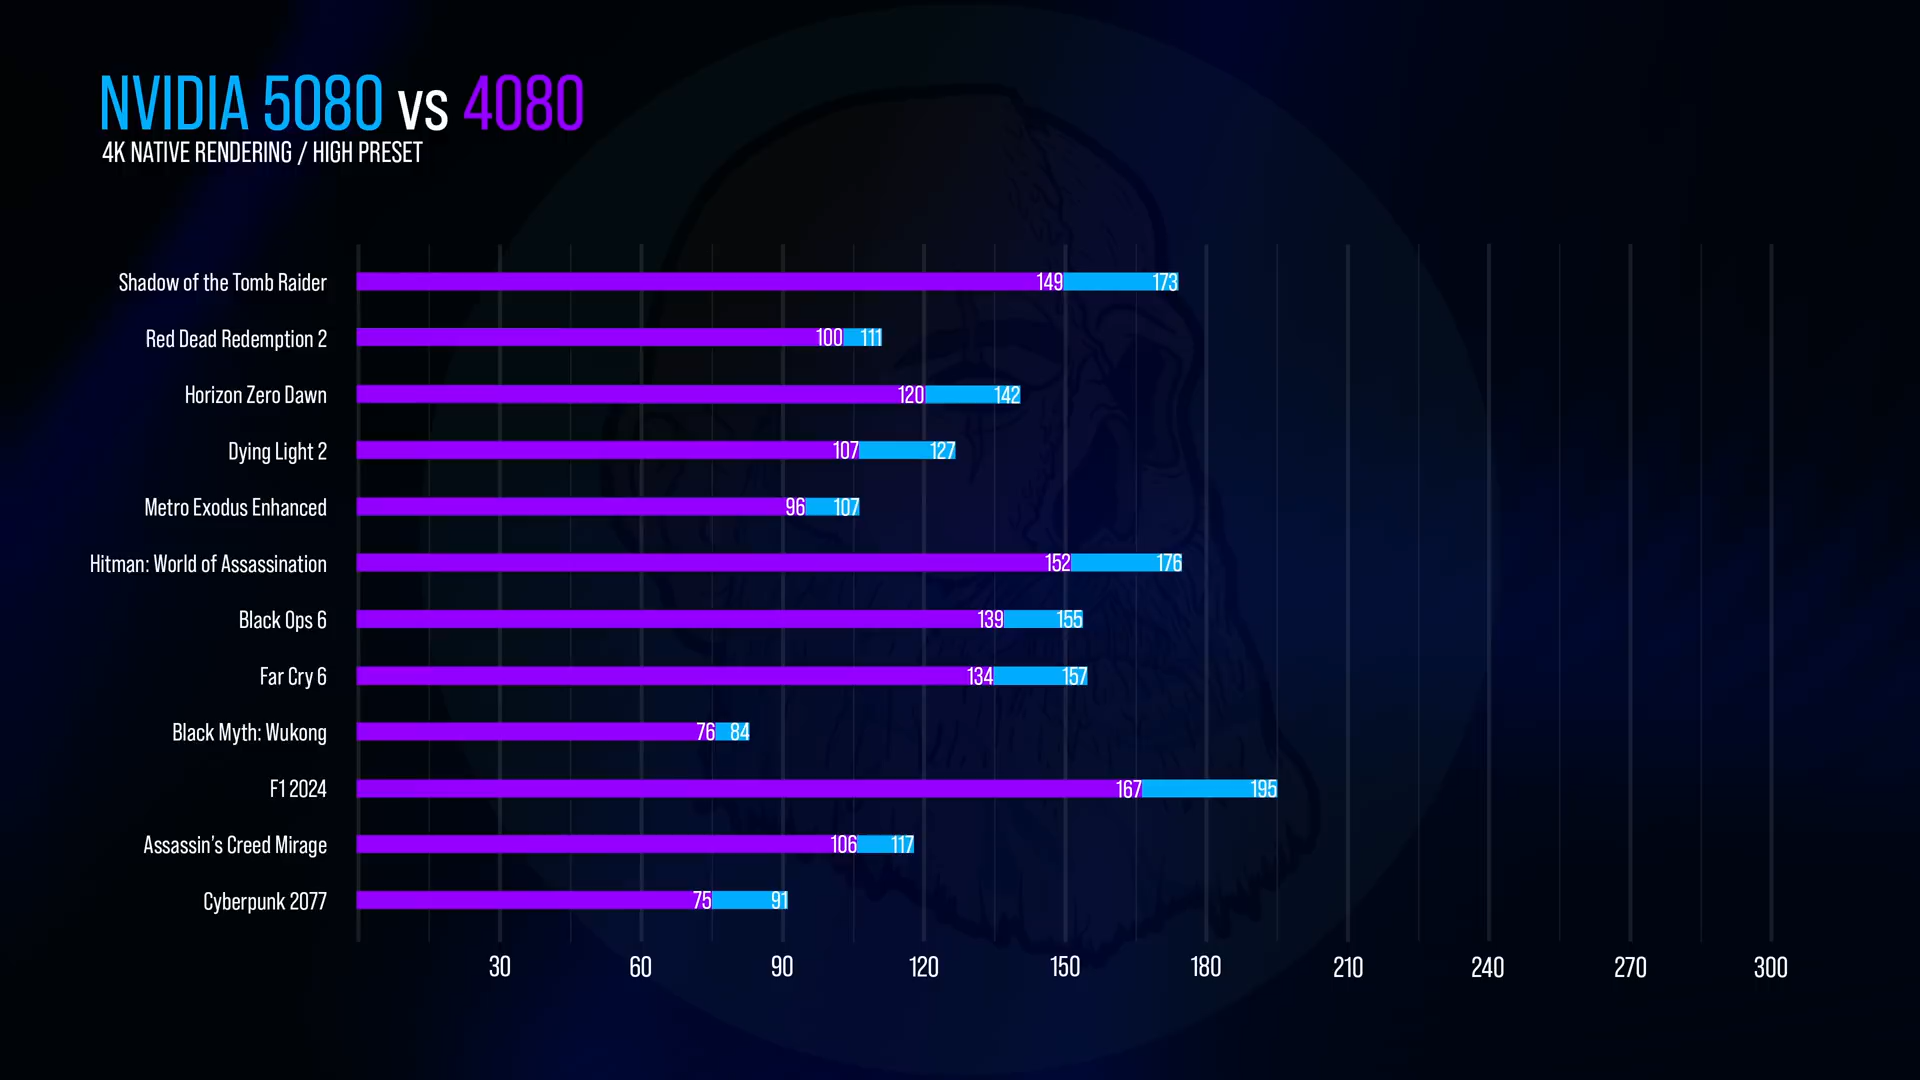 NVIDIA 5080 vs 4080
4K NATIVE RENDERING / HIGH PRESET
Shadow of the Tomb Raider 149 173
Red Dead Redemption 2 100 111
Horizon Zero Dawn 120 142
Dying Light 2 107 127
Metro Exodus Enhanced 96 107
Hitman: World of Assassination 152 176
Black Ops 6 139 155
Far Cry 6 134 157
Black Myth: Wukong 76 84
F1 2024 167 195
Assassin's Creed Mirage 106 117
Cyberpunk 2077 75 91
30 60 90 120 150 180 210 240 270 300